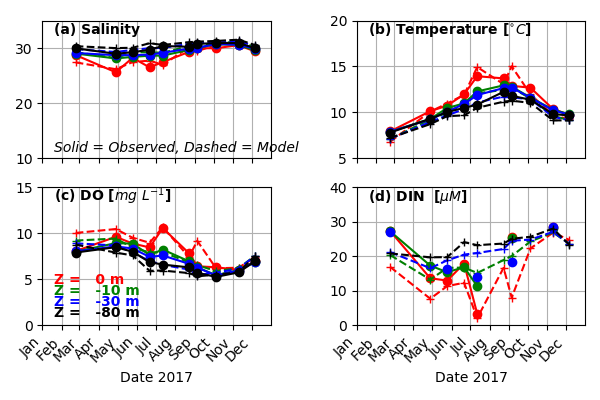 (a) Salinity
30
20
10
Solid = Observed, Dashed = Model
(b) Temperature [°C]
20
15
10
5
(c) DO [mg L⁻¹]
15
10
5
0
Z = 0 m
Z = -10 m
Z = -30 m
Z = -80 m
Jan Feb Mar Apr May Jun Jul Aug Sep Oct Nov Dec
Date 2017
(d) DIN [μM]
40
30
20
10
0
Jan Feb Mar Apr May Jun Jul Aug Sep Oct Nov Dec
Date 2017